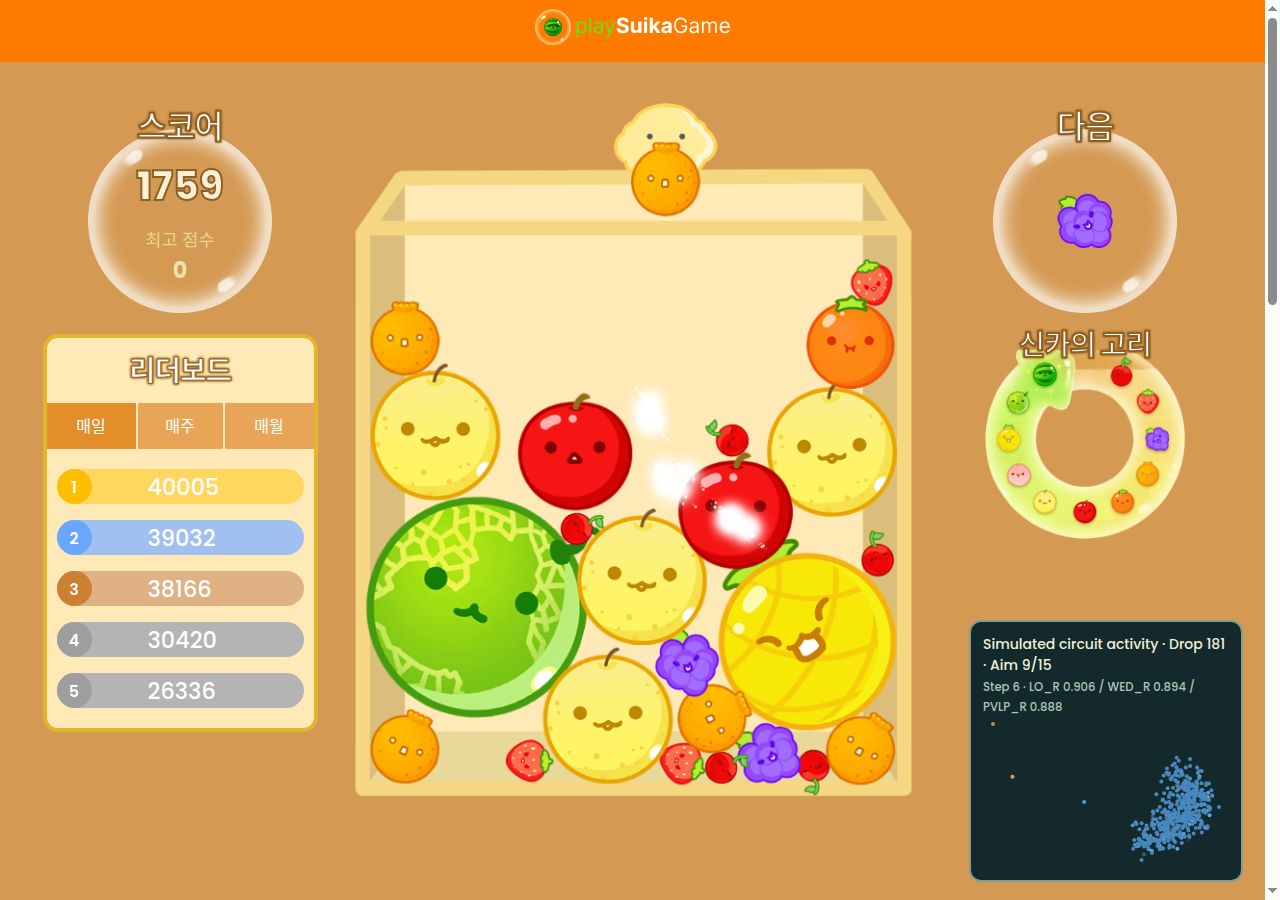 playSuikaGame
스코어
1759
최고 점수
0
리더보드
매일
매주
매월
1
40005
2
39032
3
38166
4
30420
5
26336
다음
신카의 고리
Simulated circuit activity · Drop 181
· Aim 9/15
Step 6 · LO_R 0.906 / WED_R 0.894 /
PVLP_R 0.888